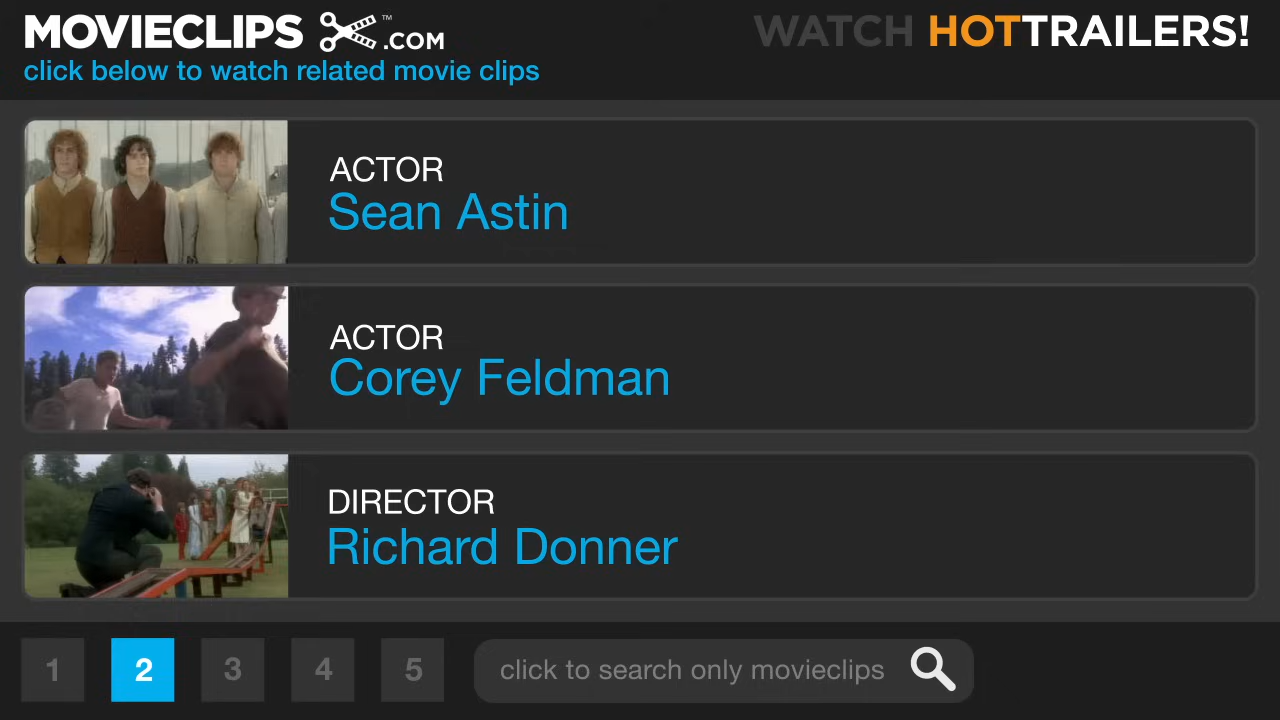 MOVIECLIPS ™ .COM
WATCH HOTTRAILERS!
click below to watch related movie clips
ACTOR
Sean Astin
ACTOR
Corey Feldman
DIRECTOR
Richard Donner
1 2 3 4 5 click to search only movieclips